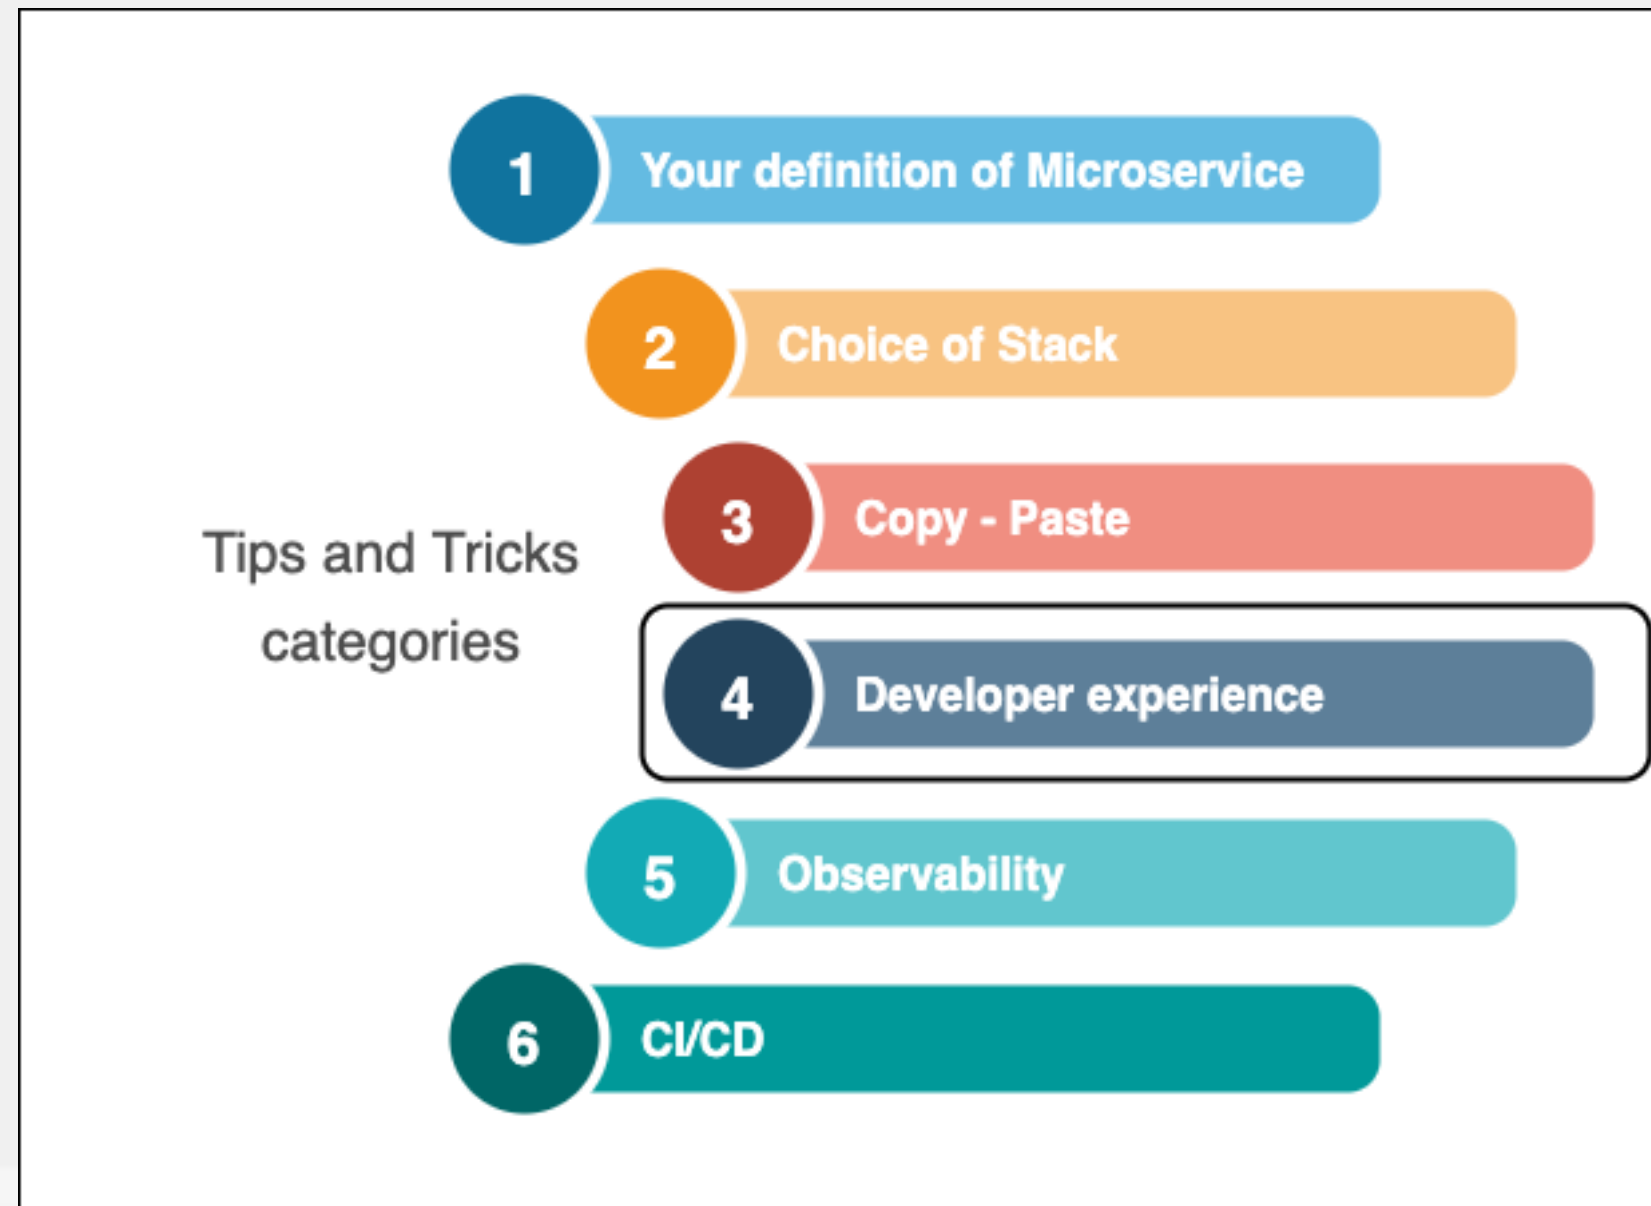 1
Your definition of Microservice
2
Choice of Stack
3
Copy - Paste
Tips and Tricks
categories
4
Developer experience
5
Observability
6
CI/CD